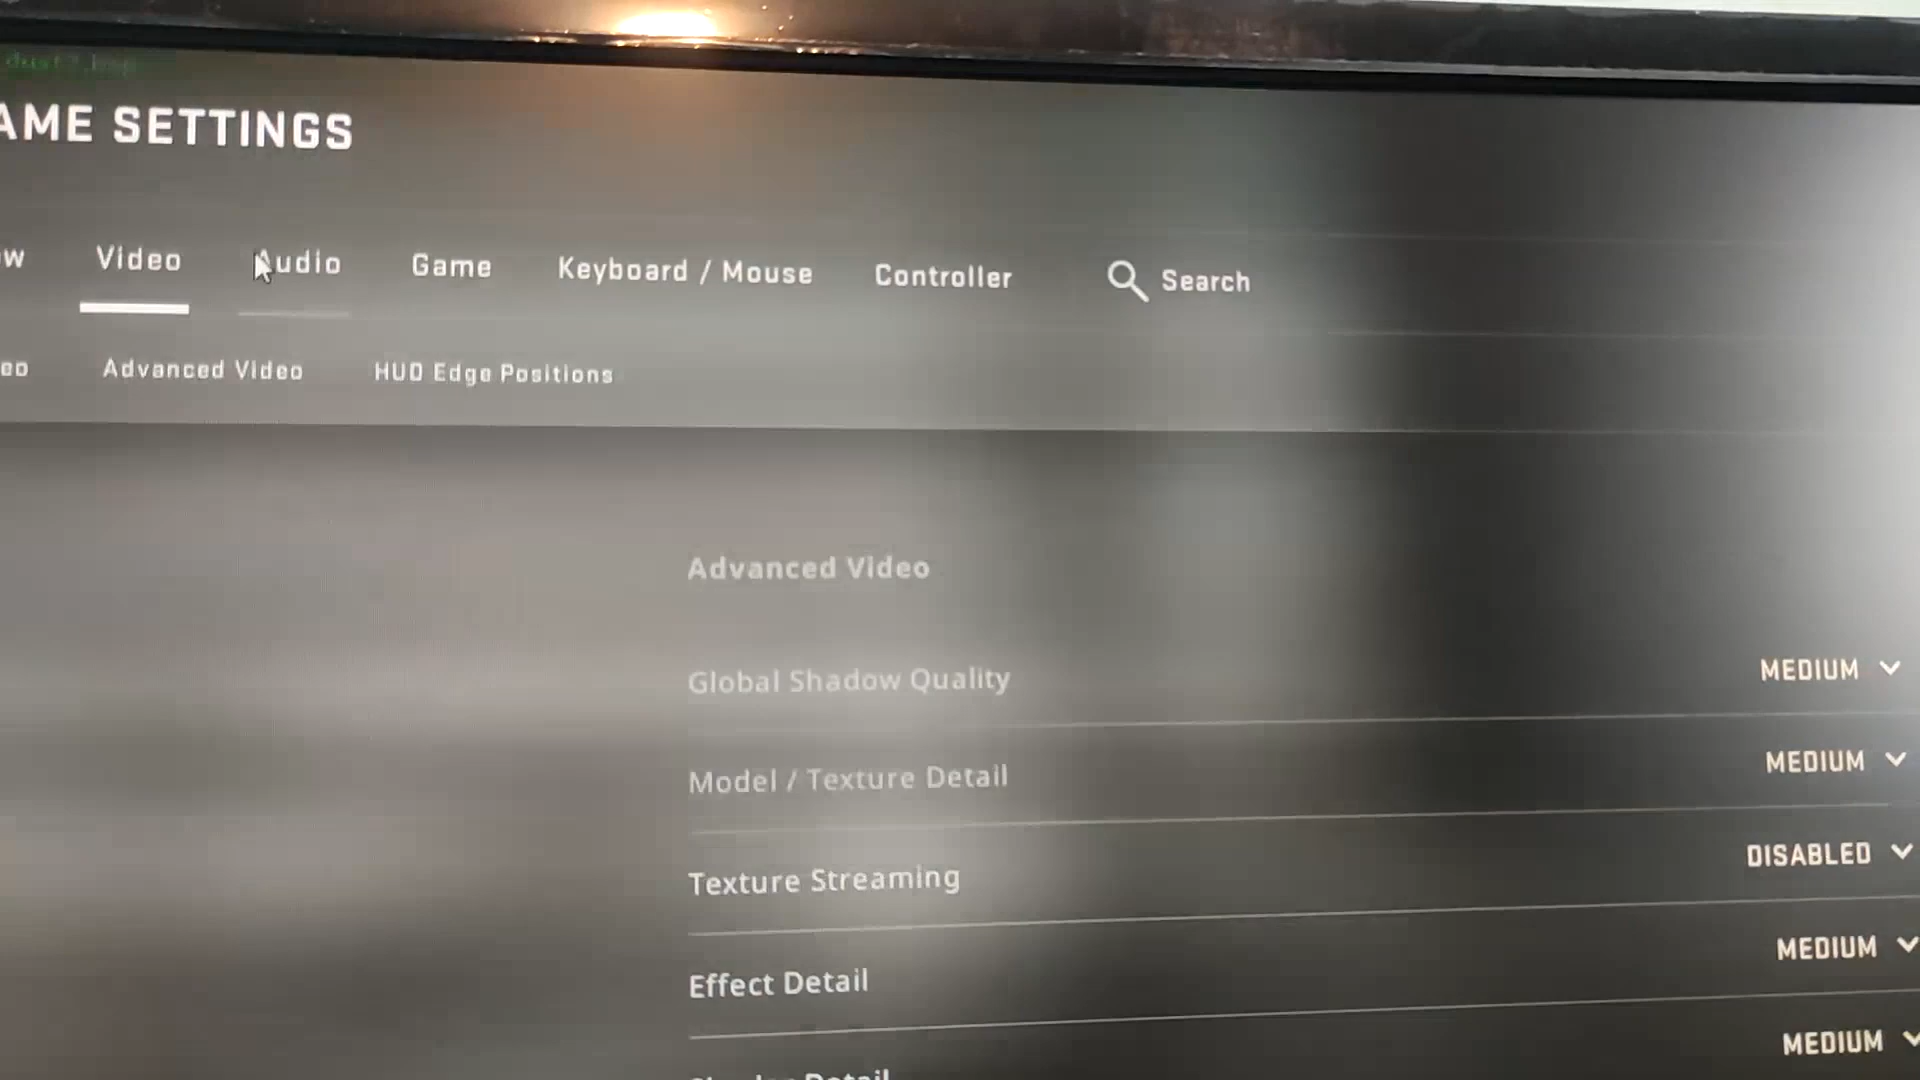 AME SETTINGS
Video Audio Game Keyboard / Mouse Controller Search
Advanced Video HUD Edge Positions
Advanced Video
Global Shadow Quality MEDIUM
Model / Texture Detail MEDIUM
Texture Streaming DISABLED
Effect Detail MEDIUM
Detail MEDIUM